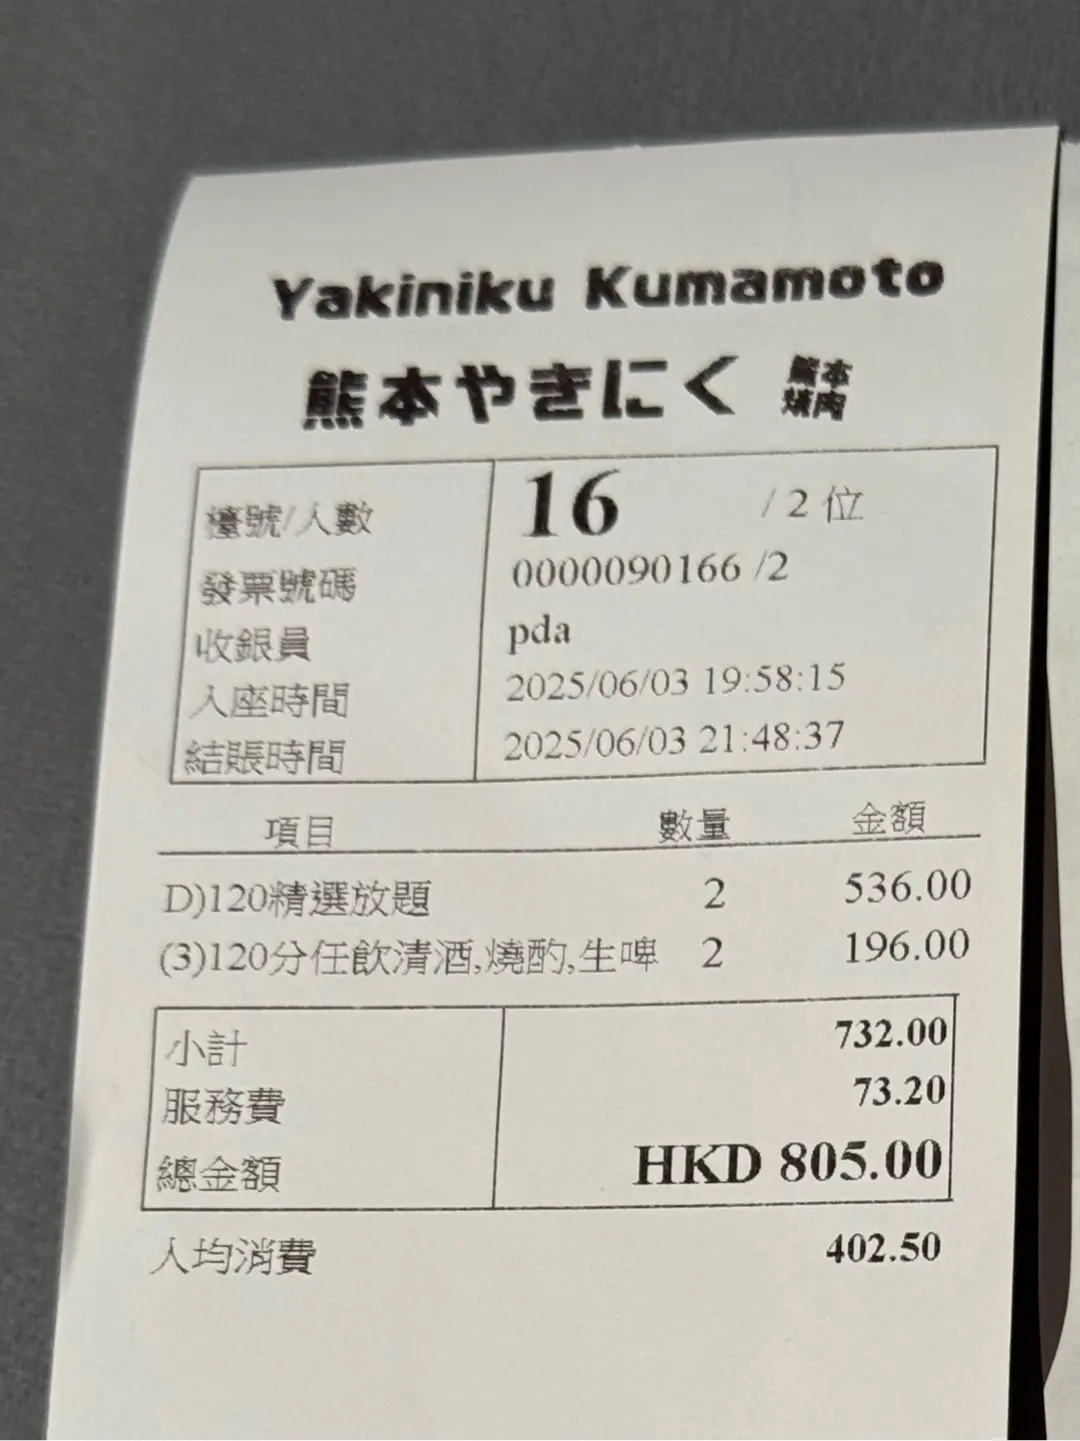 Yakiniku Kumamoto
熊本やきにく 熊本焼肉
檯號/人數 16 /2 位
發票號碼 0000090166 /2
收銀員 pda
入座時間 2025/06/03 19:58:15
結賬時間 2025/06/03 21:48:37
項目 數量 金額
D)120精選放題 2 536.00
(3)120分任飲清酒,燒酌,生啤 2 196.00
小計 732.00
服務費 73.20
總金額 HKD 805.00
人均消費 402.50